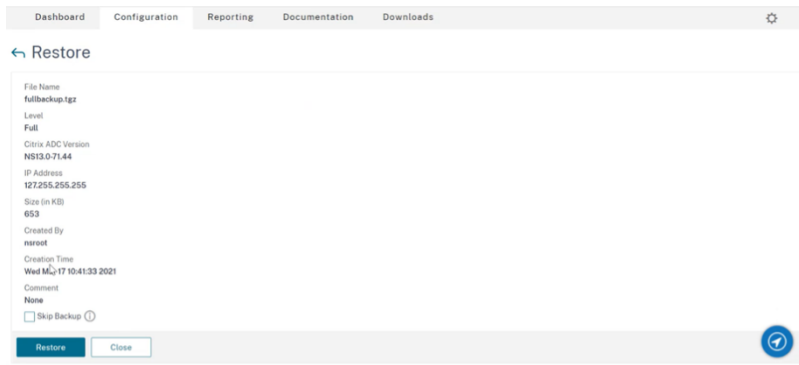 Dashboard Configuration Reporting Documentation Downloads
Restore
File Name
fullbackup.tgz
Level
Full
Citrix ADC Version
NS13.0-71.44
IP Address
127.255.255.255
Size (in KB)
653
Created By
nsroot
Creation Time
Wed 17 10:41:33 2021
Comment
None
Skip Backup
Restore Close